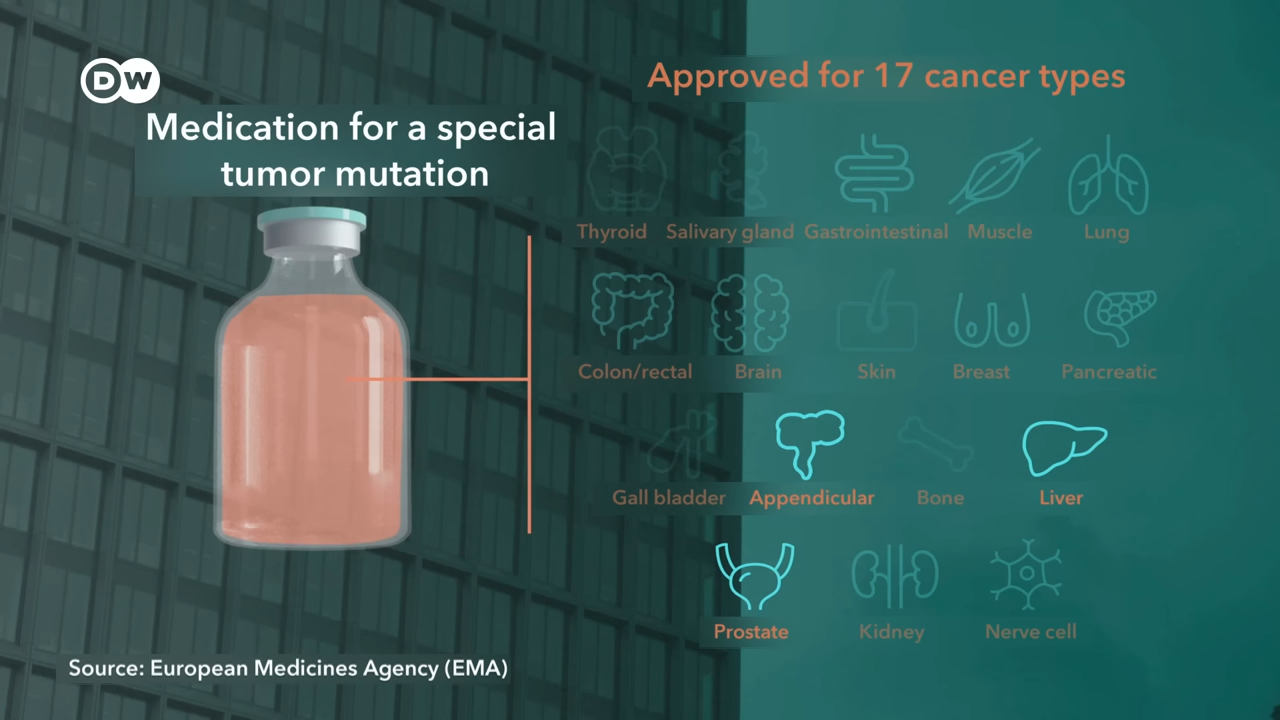 DW
Medication for a special
tumor mutation
Approved for 17 cancer types
Thyroid Salivary gland Gastrointestinal Muscle Lung
Colon/rectal Brain Skin Breast Pancreatic
Gall bladder Appendicular Bone Liver
Prostate Kidney Nerve cell
Source: European Medicines Agency (EMA)